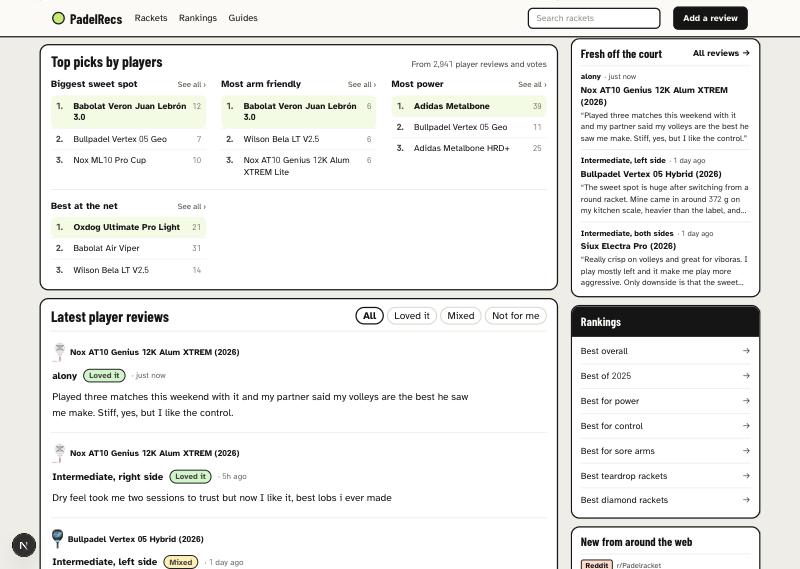 PadelRecs Rankets Rankings Guides Search rackets Add a review
Top picks by players
From 2,941 player reviews and votes
Biggest sweet spot See all ›
1. Babolat Veron Juan Lebrón 12
3.0
2. Bullpadel Vertex 05 Geo 7
3. Nox ML10 Pro Cup 10
Most arm friendly See all ›
1. Babolat Veron Juan Lebrón 6
3.0
2. Wilson Bela LT V2.5 6
3. Nox AT10 Genius 12K Alum 6
XTREM Lite
Most power See all ›
1. Adidas Metalbone 39
2. Bullpadel Vertex 05 Geo 11
3. Adidas Metalbone HRD+ 25
Best at the net See all ›
1. Oxdog Ultimate Pro Light 21
2. Babolat Air Viper 31
3. Wilson Bela LT V2.5 14
Latest player reviews All Loved it Mixed Not for me
Nox AT10 Genius 12K Alum XTREM (2026)
alony Loved it · just now
Played three matches this weekend with it and my partner said my volleys are the best he saw
me make. Stiff, yes, but I like the control.
Nox AT10 Genius 12K Alum XTREM (2026)
Intermediate, right side Loved it · 5h ago
Dry feel took me two sessions to trust but now I like it, best lobs i ever made
Bullpadel Vertex 05 Hybrid (2026)
Intermediate, left side Mixed · 1 day ago
N
Fresh off the court All reviews →
alony · just now
Nox AT10 Genius 12K Alum XTREM
(2026)
“Played three matches this weekend with it
and my partner said my volleys are the best he
saw me make. Stiff, yes, but I like the control.”
Intermediate, left side · 1 day ago
Bullpadel Vertex 05 Hybrid (2026)
“The sweet spot is huge after switching from a
round racket. Mine came in around 372 g on
my kitchen scale, heavier than the label, and…
Intermediate, both sides · 1 day ago
Siux Electra Pro (2026)
“Really crisp on volleys and great for viboras. I
play mostly left and it make me play more
aggressive. Only downside is that the sweet…
Rankings
Best overall →
Best of 2025 →
Best for power →
Best for control →
Best for sore arms →
Best teardrop rackets →
Best diamond rackets →
New from around the web
Reddit r/Padelracket